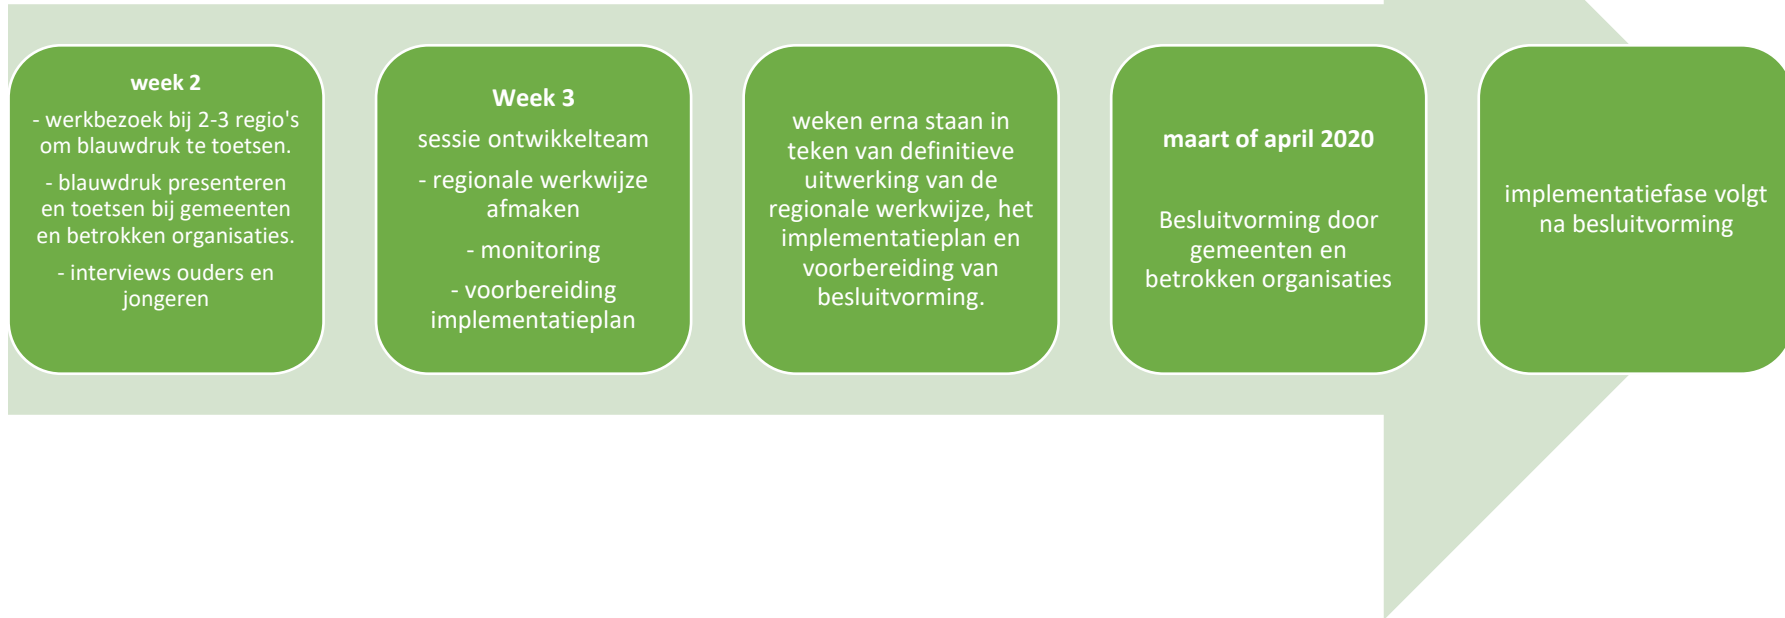 week 2
- werkbezoek bij 2-3 regio's
om blauwdruk te toetsen.
- blauwdruk presenteren
en toetsen bij gemeenten
en betrokken organisaties.
- interviews ouders en
jongeren
Week 3
sessie ontwikkelteam
- regionale werkwijze
afmaken
- monitoring
- voorbereiding
implementatieplan
weken erna staan in
teken van definitieve
uitwerking van de
regionale werkwijze, het
implementatieplan en
voorbereiding van
besluitvorming.
maart of april 2020
Besluitvorming door
gemeenten en
betrokken organisaties
implementatiefase volgt
na besluitvorming